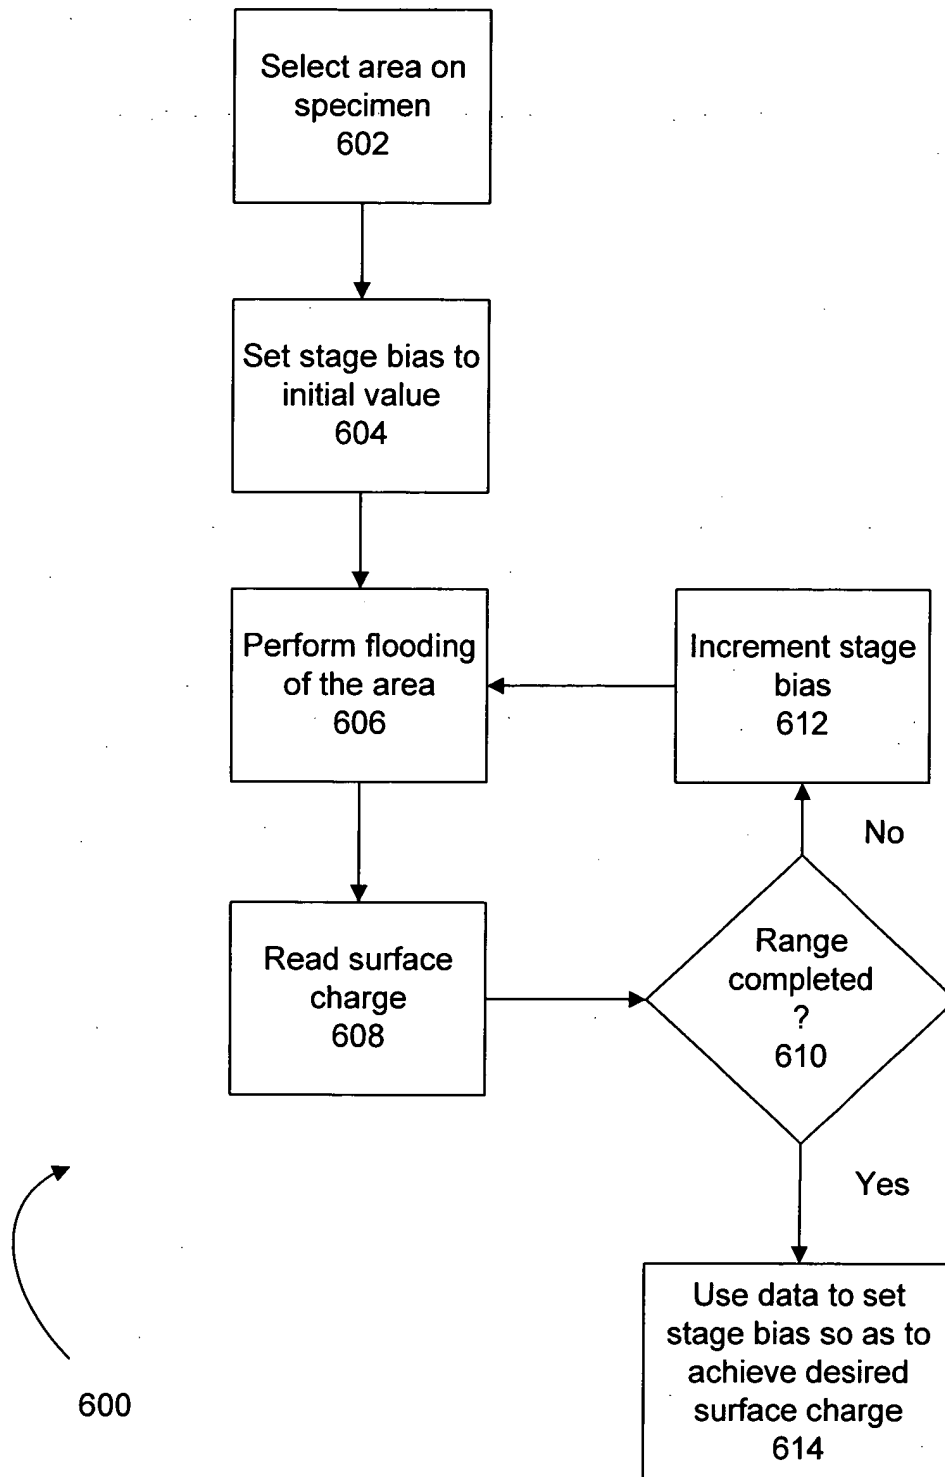 Select area on
specimen
602
Set stage bias to
initial value
604
Perform flooding
of the area
606
Increment stage
bias
612
No
Read surface
charge
608
Range
completed
?
610
Yes
Use data to set
stage bias so as to
achieve desired
surface charge
614
600